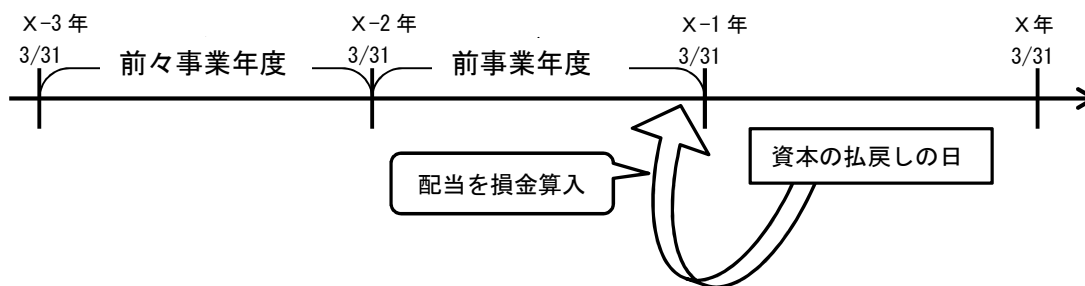 X-3 年
3/31
前々事業年度
X-2 年
3/31
前事業年度
X-1 年
3/31
X 年
3/31
配当を損金算入
資本の払戻しの日